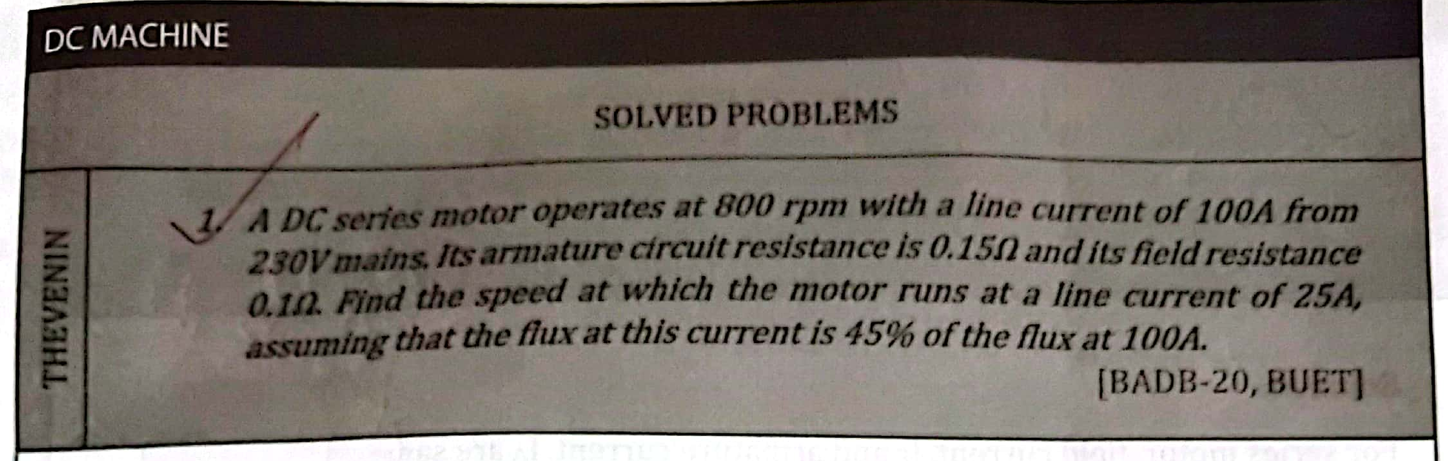 DC MACHINE
SOLVED PROBLEMS
THEVENIN
1. A DC series motor operates at 800 rpm with a line current of 100A from
230V mains. Its armature circuit resistance is 0.15Ω and its field resistance
0.1Ω. Find the speed at which the motor runs at a line current of 25A,
assuming that the flux at this current is 45% of the flux at 100A.
[BADB-20, BUET]